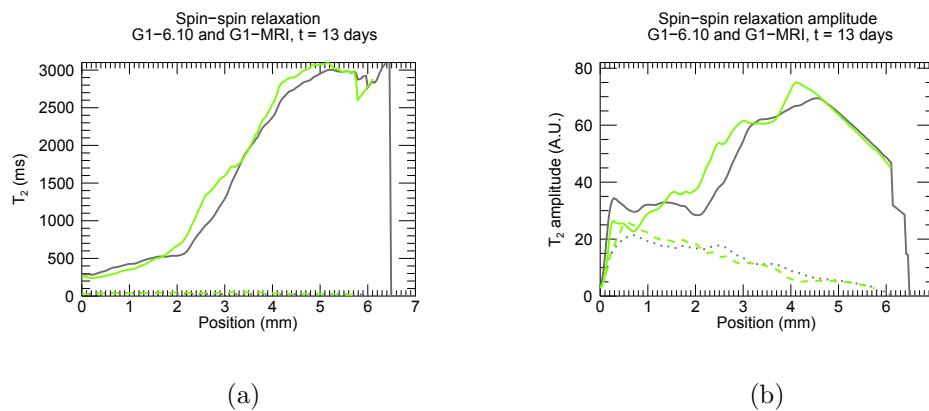 Spin−spin relaxation
G1−6.10 and G1−MRI, t = 13 days
3000
2500
2000
1500
1000
500
0
T2 (ms)
0 1 2 3 4 5 6 7
Position (mm)
(a)
Spin−spin relaxation amplitude
G1−6.10 and G1−MRI, t = 13 days
80
60
40
20
0
T2 amplitude (A.U.)
0 1 2 3 4 5 6
Position (mm)
(b)